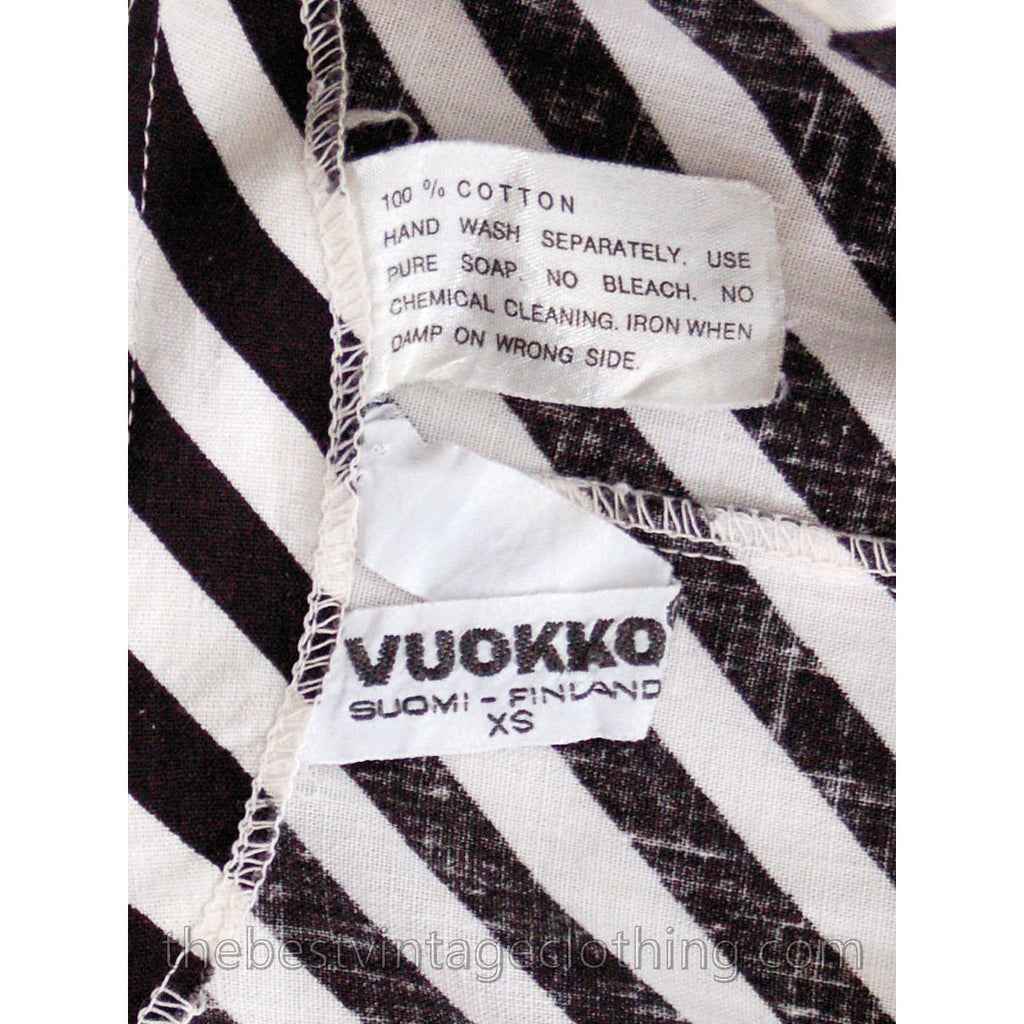 100 % COTTON
HAND WASH SEPARATELY. USE
PURE SOAP. NO BLEACH. NO
CHEMICAL CLEANING. IRON WHEN
DAMP ON WRONG SIDE.
VUOKKO
SUOMI - FINLAND
XS
thebestvintageclothing.com